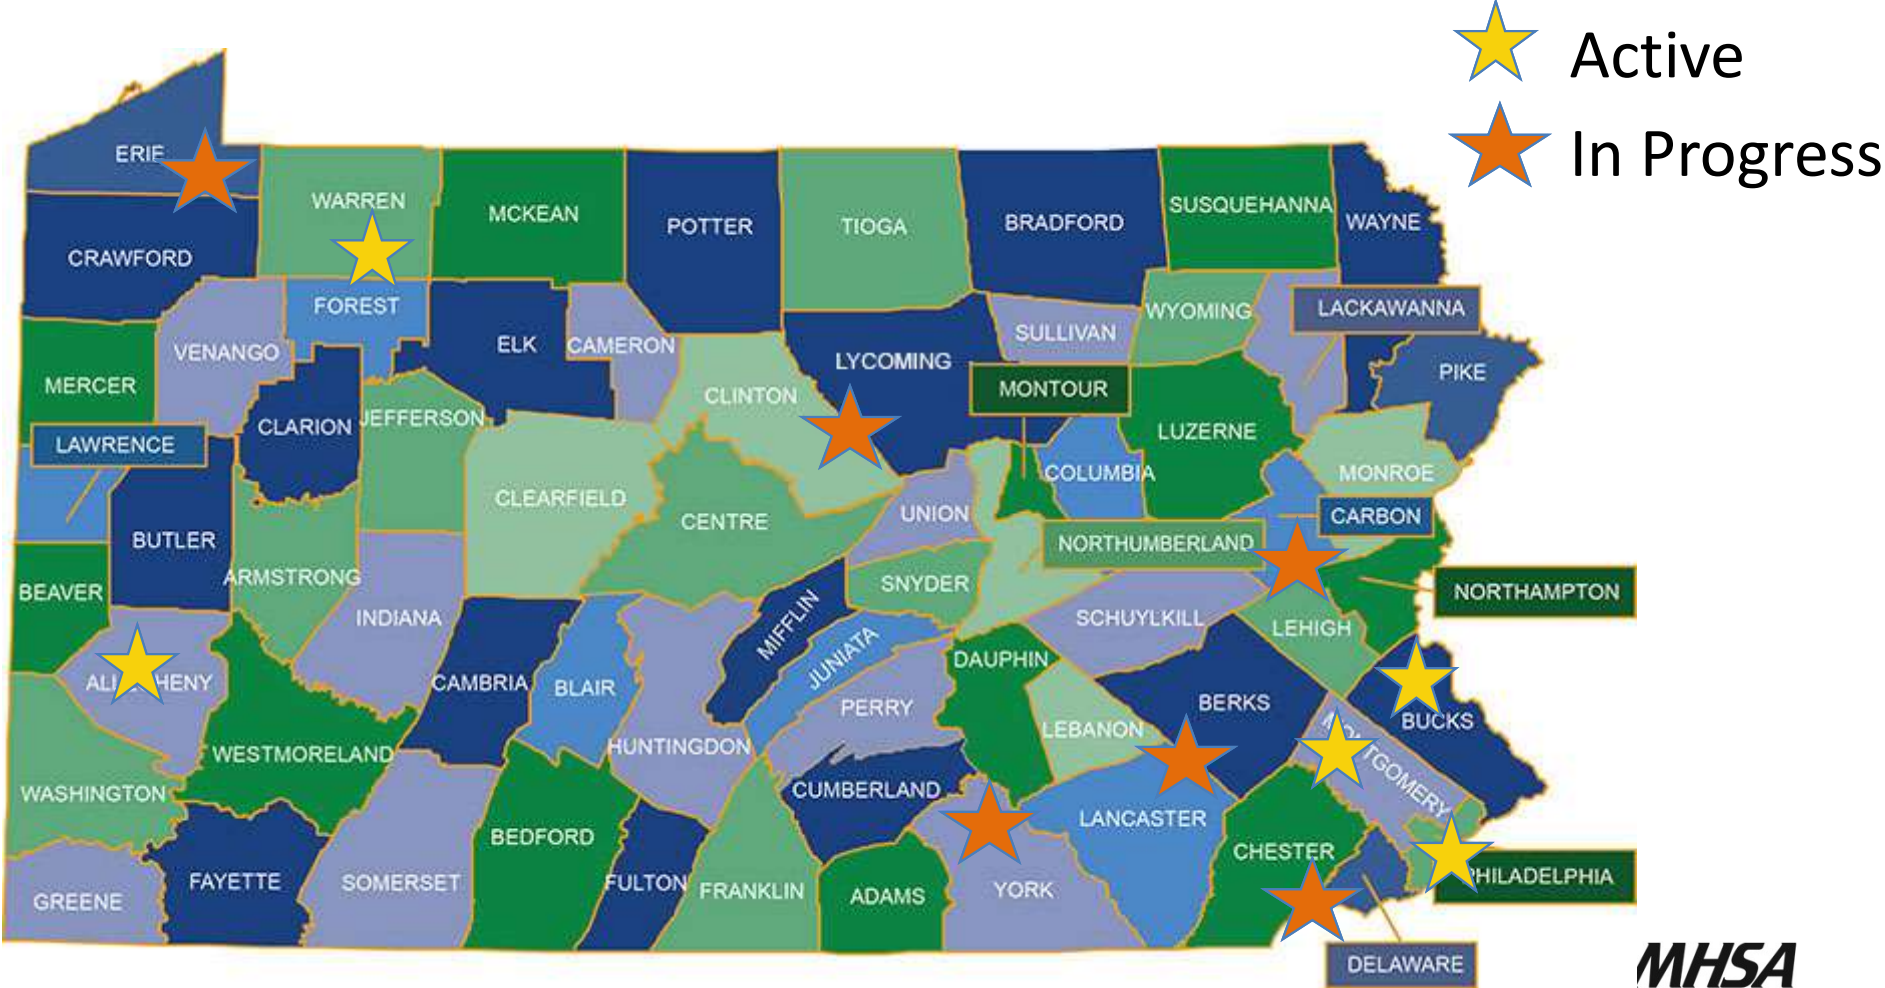 Active
In Progress
ERIE
WARREN
MCKEAN
POTTER
TIOGA
BRADFORD
SUSQUEHANNA
WAYNE
CRAWFORD
FOREST
VENANGO
ELK
CAMERON
LYCOMING
SULLIVAN
WYOMING
LACKAWANNA
MERCER
CLINTON
MONTOUR
PIKE
LAWRENCE
CLARION
JEFFERSON
LUZERNE
CLEARFIELD
CENTRE
COLUMBIA
MONROE
BUTLER
UNION
NORTHUMBERLAND
CARBON
BEAVER
ARMSTRONG
SNYDER
NORTHAMPTON
INDIANA
MIFFLIN
SCHUYLKILL
LEHIGH
ALLEGHENY
CAMBRIA
BLAIR
JUNIATA
DAUPHIN
BERKS
BUCKS
WESTMORELAND
HUNTINGDON
PERRY
LEBANON
MONTGOMERY
WASHINGTON
CUMBERLAND
LANCASTER
BEDFORD
CHESTER
GREENE
FAYETTE
SOMERSET
FULTON
FRANKLIN
ADAMS
YORK
PHILADELPHIA
DELAWARE
MHSA